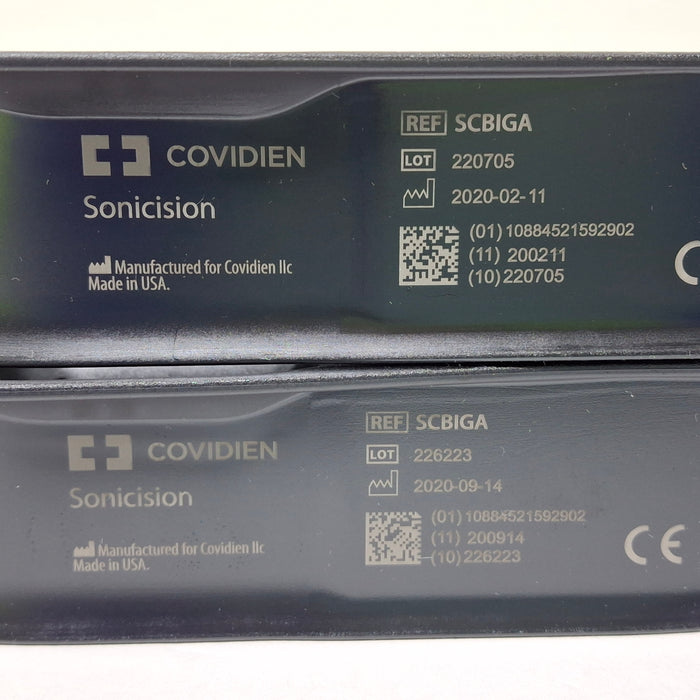 COVIDIEN
Sonicision
Manufactured for Covidien llc
Made in USA.
REF SCBIGA
LOT 220705
2020-02-11
(01) 10884521592902
(11) 200211
(10) 220705
C
COVIDIEN
Sonicision
Manufactured for Covidien llc
Made in USA.
REF SCBIGA
LOT 226223
2020-09-14
(01) 10884521592902
(11) 200914
(10) 226223
CE